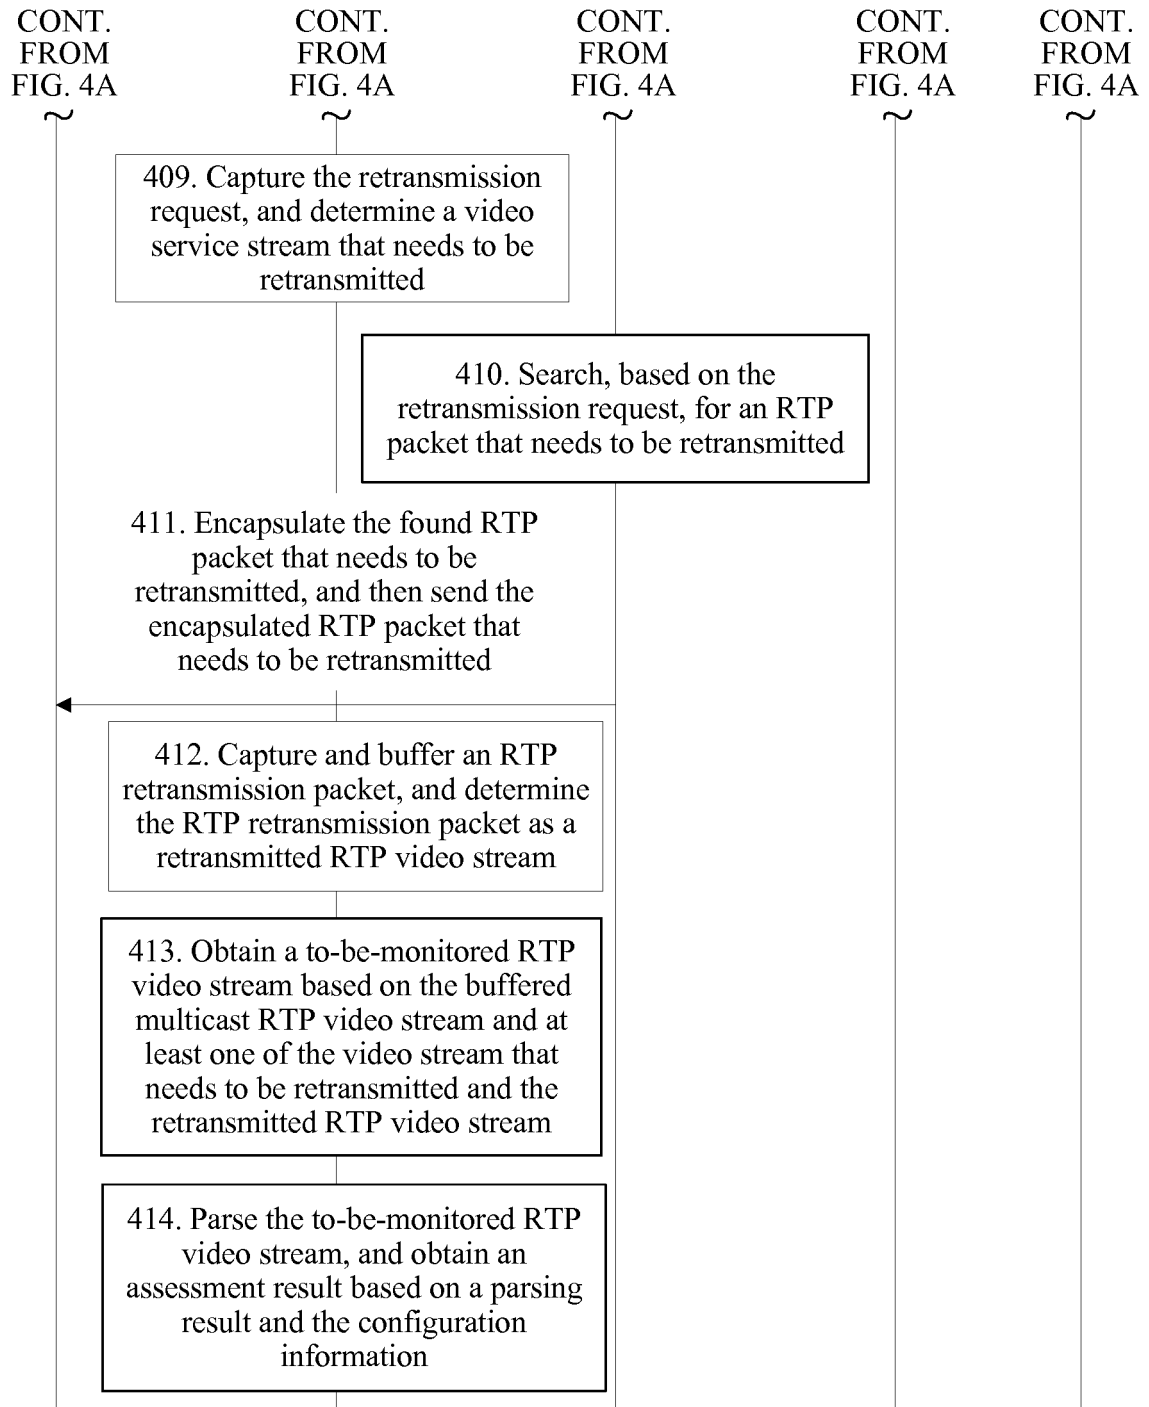 CONT.
FROM
FIG. 4A
CONT.
FROM
FIG. 4A
CONT.
FROM
FIG. 4A
CONT.
FROM
FIG. 4A
CONT.
FROM
FIG. 4A
409. Capture the retransmission
request, and determine a video
service stream that needs to be
retransmitted
410. Search, based on the
retransmission request, for an RTP
packet that needs to be retransmitted
411. Encapsulate the found RTP
packet that needs to be
retransmitted, and then send the
encapsulated RTP packet that
needs to be retransmitted
412. Capture and buffer an RTP
retransmission packet, and determine
the RTP retransmission packet as a
retransmitted RTP video stream
413. Obtain a to-be-monitored RTP
video stream based on the buffered
multicast RTP video stream and at
least one of the video stream that
needs to be retransmitted and the
retransmitted RTP video stream
414. Parse the to-be-monitored RTP
video stream, and obtain an
assessment result based on a parsing
result and the configuration
information